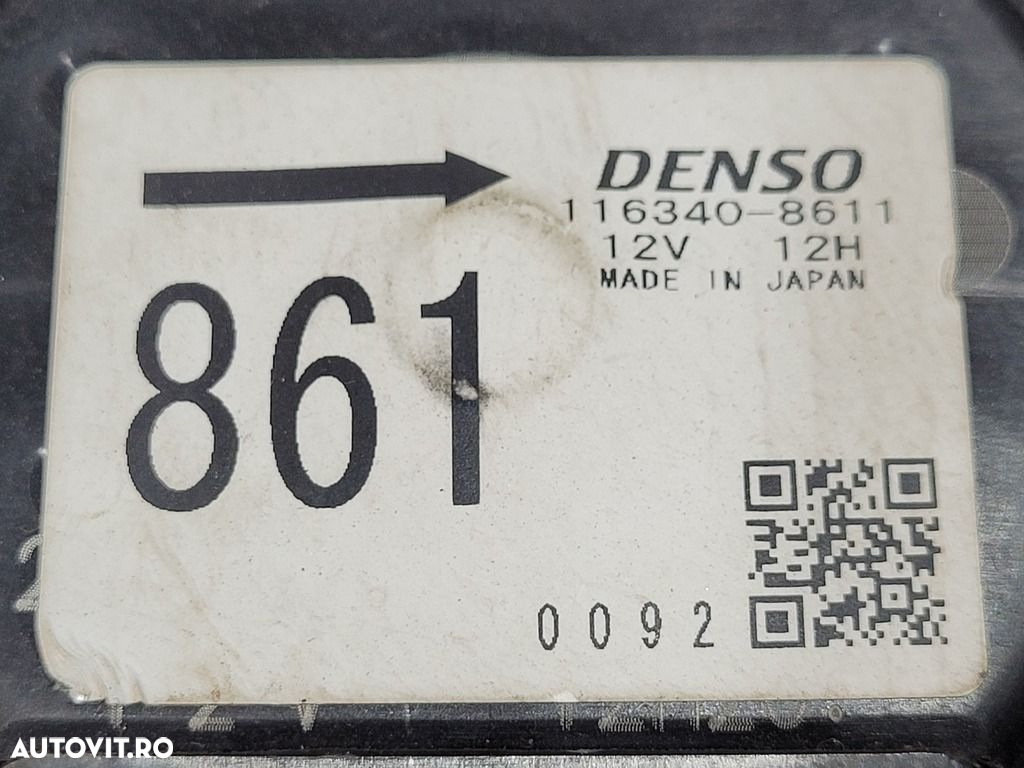 DENSO
116340-8611
12V 12H
MADE IN JAPAN
861
0092
AUTOVIT.RO